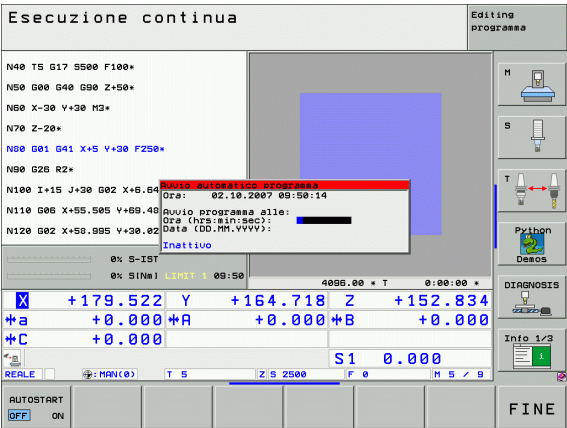 Esecuzione continua
Editing
programma
N40 T5 G17 S500 F100*
N50 G00 G40 G90 Z+50*
N60 X-30 Y+30 M3*
N70 Z-20*
N80 G01 G41 X+5 Y+30 F250*
N90 G26 R2*
N100 I+15 J+30 G02 X+6.64
N110 G06 X+55.505 Y+69.48
N120 G02 X+58.995 Y+30.02
Avvio automatico programma
Ora: 02.10.2007 09:50:14
Avvio programma alle:
Ora (hrs:min:sec):
Data (DD.MM.YYYY):
Inattivo
0% S-IST
0% S[Nm] LIMIT 1 09:50
4096.00 * T 0:00:00 *
X +179.522 Y +164.718 Z +152.834
a +0.000 A +0.000 B +0.000
C +0.000
S1 0.000
REALE : MAN(0) T 5 Z S 2500 F 0 M 5 / 9
M
S
T
Python
Demos
DIAGNOSIS
Info 1/3
1
AUTOSTART
OFF ON
FINE